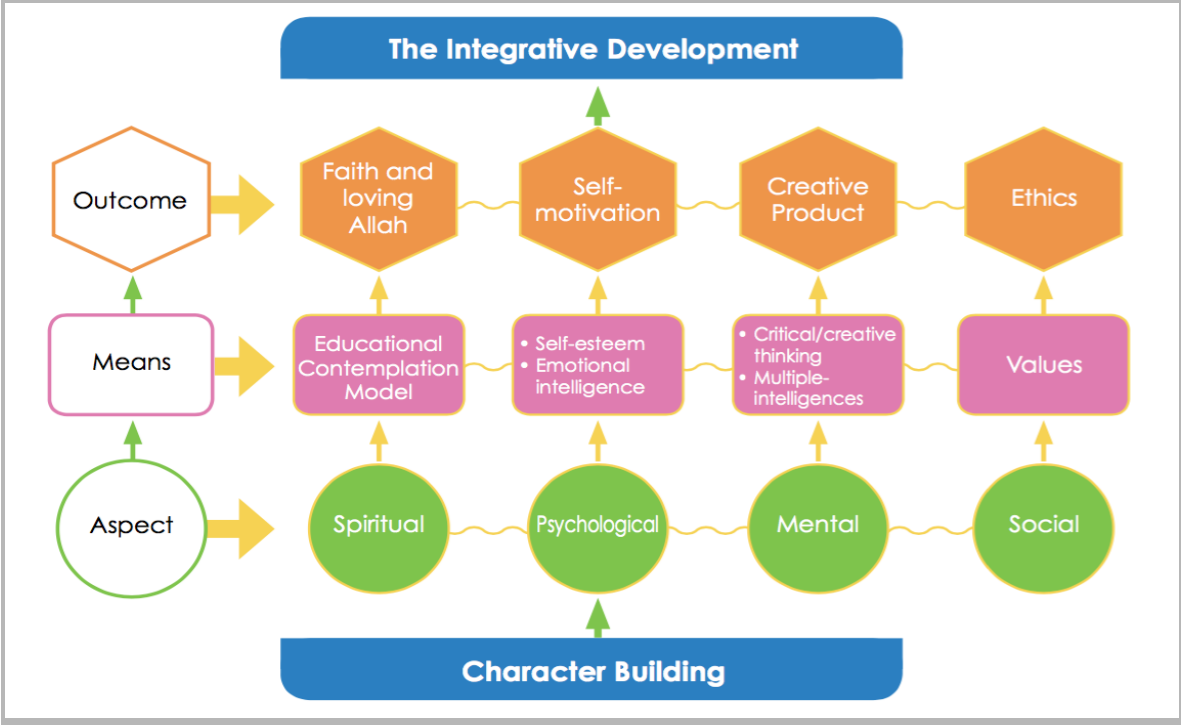 The Integrative Development
Outcome
Faith and
loving
Allah
Self-
motivation
Creative
Product
Ethics
Means
Educational
Contemplation
Model
• Self-esteem
• Emotional
intelligence
• Critical/creative
thinking
• Multiple-
intelligences
Values
Aspect
Spiritual
Psychological
Mental
Social
Character Building